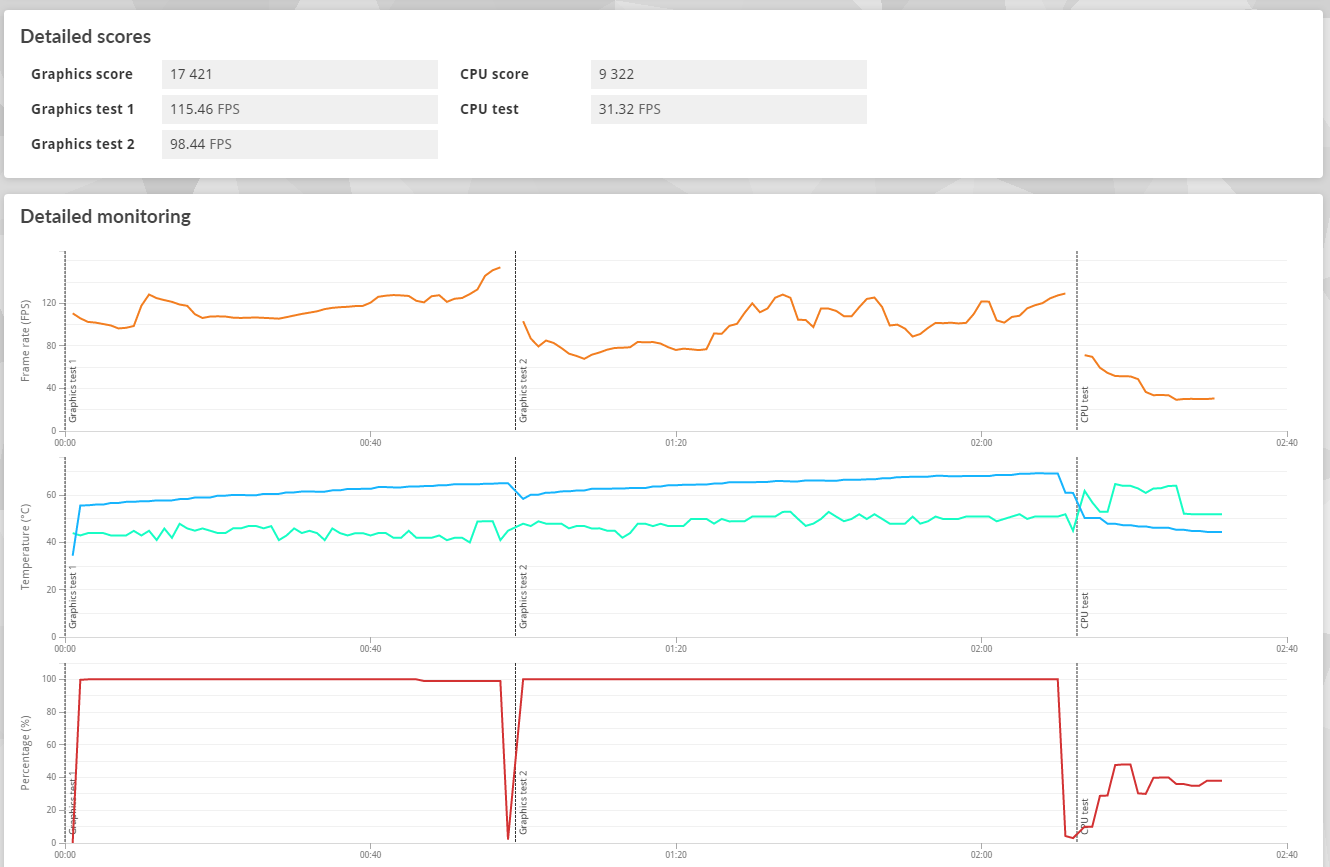 Detailed scores
Graphics score 17 421 CPU score 9 322
Graphics test 1 115.46 FPS CPU test 31.32 FPS
Graphics test 2 98.44 FPS
Detailed monitoring
Frame rate (FPS)
120
80
40
0
Graphics test 1
Graphics test 2
CPU test
00:00 00:40 01:20 02:00 02:40
Temperature (°C)
60
40
20
0
Graphics test 1
Graphics test 2
CPU test
00:00 00:40 01:20 02:00 02:40
Percentage (%)
100
80
60
40
20
0
Graphics test 1
Graphics test 2
CPU test
00:00 00:40 01:20 02:00 02:40